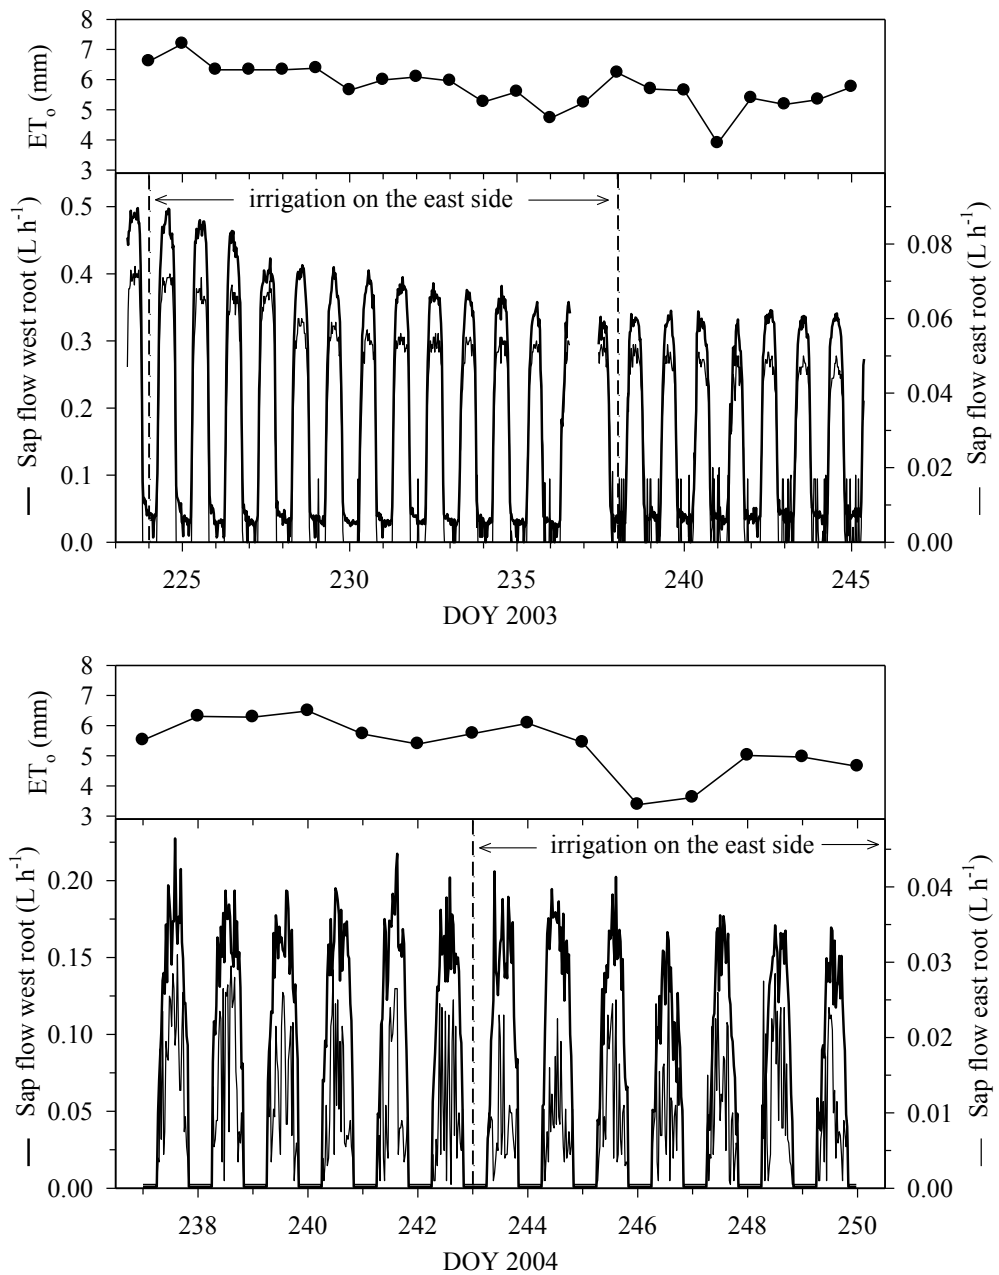 8
7
6
5
4
3
ET_o (mm)
irrigation on the east side
0.5
0.4
0.3
0.2
0.1
0.0
— Sap flow west root (L h⁻¹)
0.08
0.06
0.04
0.02
0.00
— Sap flow east root (L h⁻¹)
225 230 235 240 245
DOY 2003
8
7
6
5
4
3
ET_o (mm)
irrigation on the east side
0.20
0.15
0.10
0.05
0.00
— Sap flow west root (L h⁻¹)
0.04
0.03
0.02
0.01
0.00
— Sap flow east root (L h⁻¹)
238 240 242 244 246 248 250
DOY 2004